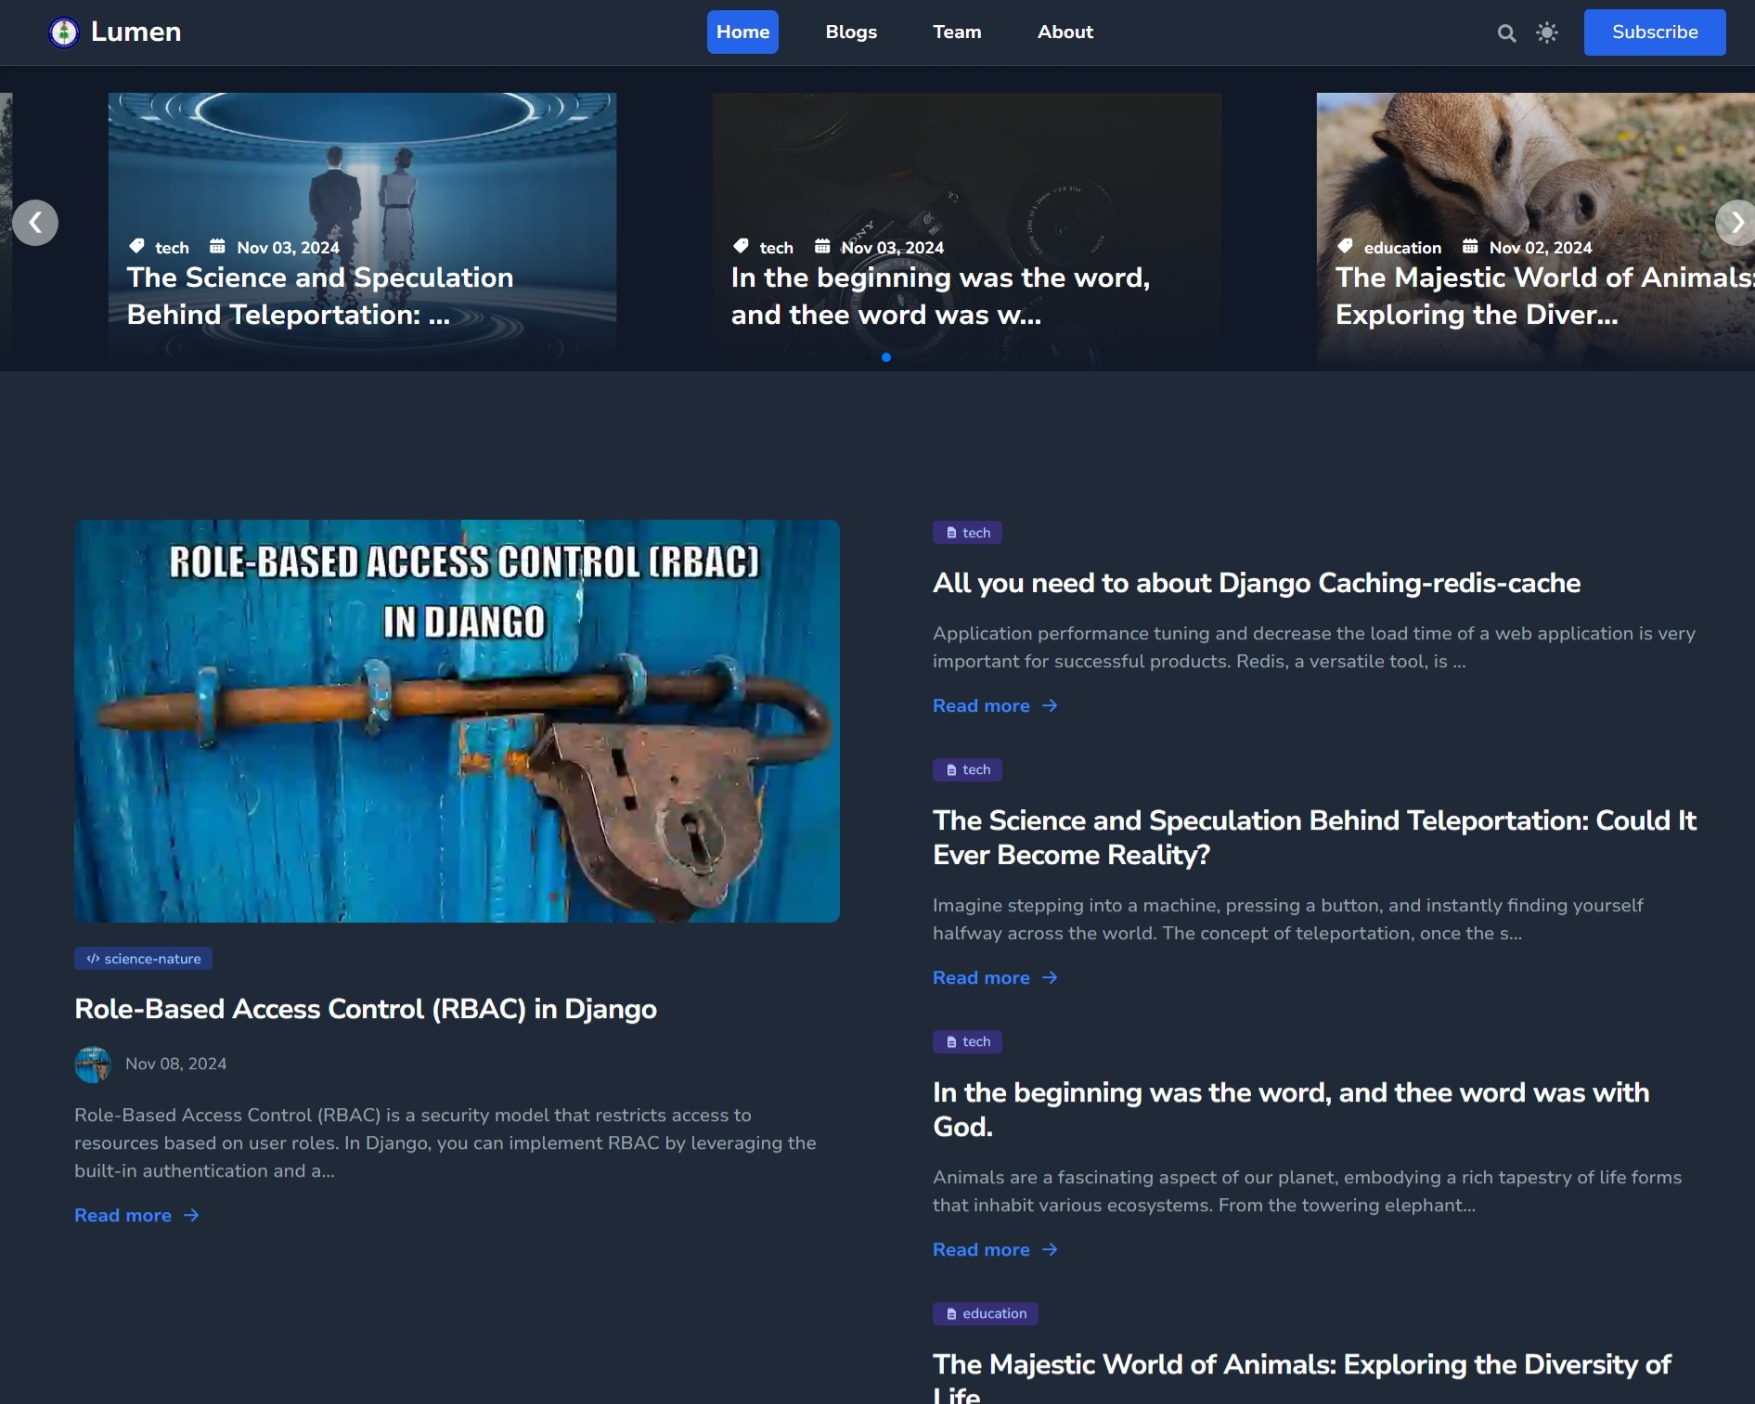 Lumen
Home
Blogs
Team
About
Subscribe
tech
Nov 03, 2024
The Science and Speculation
Behind Teleportation: ...
tech
Nov 03, 2024
In the beginning was the word,
and thee word was w...
SONY
education
Nov 02, 2024
The Majestic World of Animals:
Exploring the Diver...
ROLE-BASED ACCESS CONTROL (RBAC)
IN DJANGO
science-nature
Role-Based Access Control (RBAC) in Django
Nov 08, 2024
Role-Based Access Control (RBAC) is a security model that restricts access to
resources based on user roles. In Django, you can implement RBAC by leveraging the
built-in authentication and a...
Read more →
tech
All you need to about Django Caching-redis-cache
Application performance tuning and decrease the load time of a web application is very
important for successful products. Redis, a versatile tool, is ...
Read more →
tech
The Science and Speculation Behind Teleportation: Could It
Ever Become Reality?
Imagine stepping into a machine, pressing a button, and instantly finding yourself
halfway across the world. The concept of teleportation, once the s...
Read more →
tech
In the beginning was the word, and thee word was with
God.
Animals are a fascinating aspect of our planet, embodying a rich tapestry of life forms
that inhabit various ecosystems. From the towering elephant...
Read more →
education
The Majestic World of Animals: Exploring the Diversity of
Life